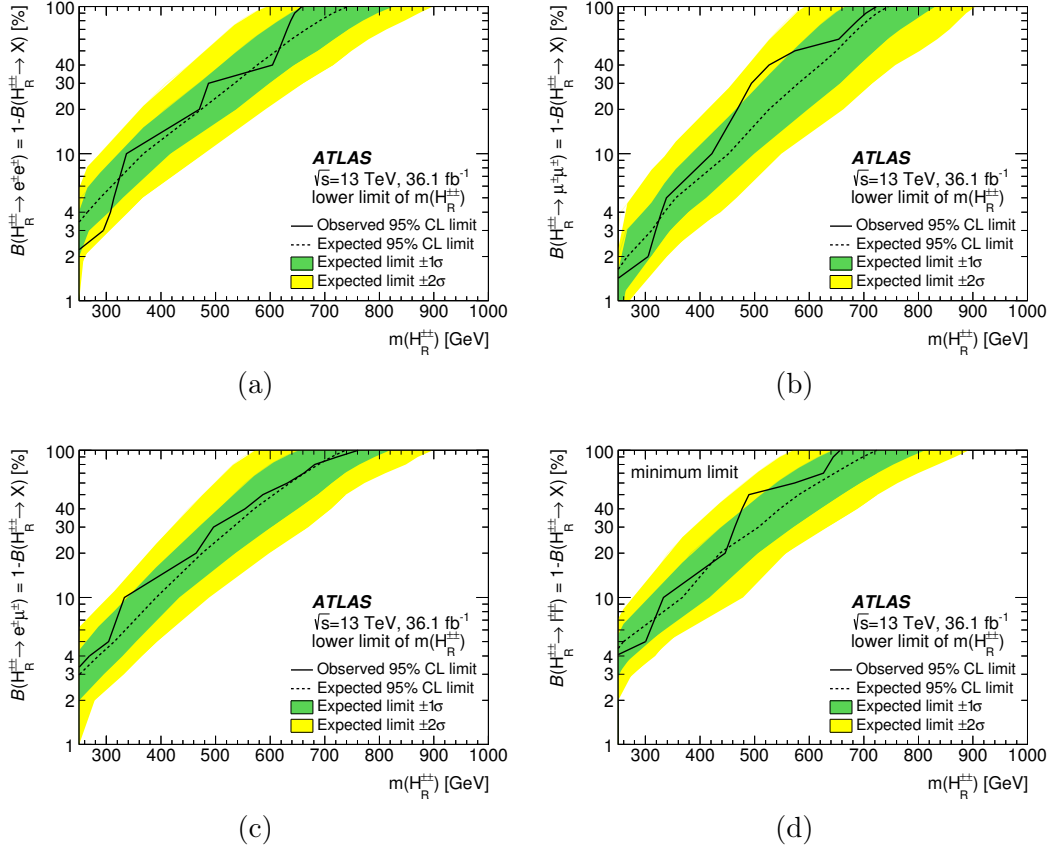 B(H_R^±± → e^±e^±) = 1-B(H_R^±± → X) [%]
100
40
30
20
10
4
3
2
1
ATLAS
√s=13 TeV, 36.1 fb⁻¹
lower limit of m(H_R^±±)
Observed 95% CL limit
Expected 95% CL limit
Expected limit ±1σ
Expected limit ±2σ
300 400 500 600 700 800 900 1000
m(H_R^±±) [GeV]
(a)
B(H_R^±± → μ^±μ^±) = 1-B(H_R^±± → X) [%]
100
40
30
20
10
4
3
2
1
ATLAS
√s=13 TeV, 36.1 fb⁻¹
lower limit of m(H_R^±±)
Observed 95% CL limit
Expected 95% CL limit
Expected limit ±1σ
Expected limit ±2σ
300 400 500 600 700 800 900 1000
m(H_R^±±) [GeV]
(b)
B(H_R^±± → e^±μ^±) = 1-B(H_R^±± → X) [%]
100
40
30
20
10
4
3
2
1
ATLAS
√s=13 TeV, 36.1 fb⁻¹
lower limit of m(H_R^±±)
Observed 95% CL limit
Expected 95% CL limit
Expected limit ±1σ
Expected limit ±2σ
300 400 500 600 700 800 900 1000
m(H_R^±±) [GeV]
(c)
B(H_R^±± → l^±l^±) = 1-B(H_R^±± → X) [%]
100
40
30
20
10
4
3
2
1
minimum limit
ATLAS
√s=13 TeV, 36.1 fb⁻¹
lower limit of m(H_R^±±)
Observed 95% CL limit
Expected 95% CL limit
Expected limit ±1σ
Expected limit ±2σ
300 400 500 600 700 800 900 1000
m(H_R^±±) [GeV]
(d)